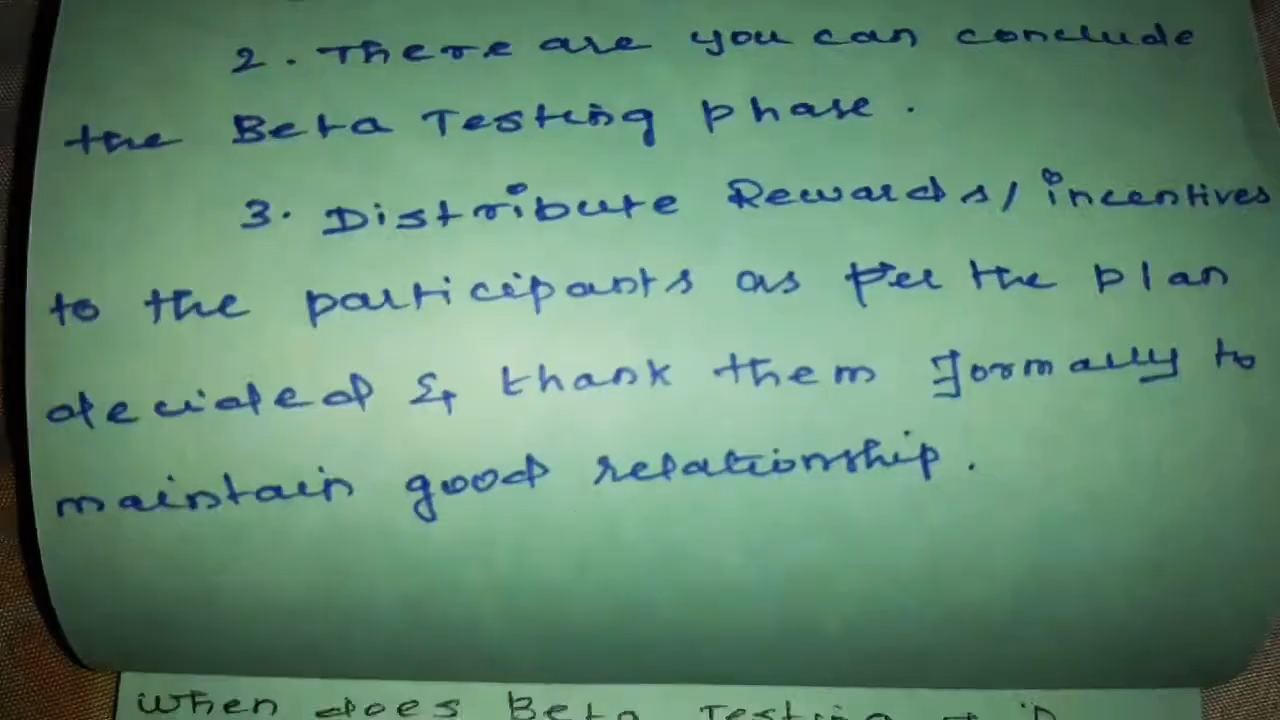 2. There are you can conclude
the Beta Testing phase.
3. Distribute Rewards/incentives
to the participants as per the plan
decided & thank them formally to
maintain good relationship.
When does Beta Testing